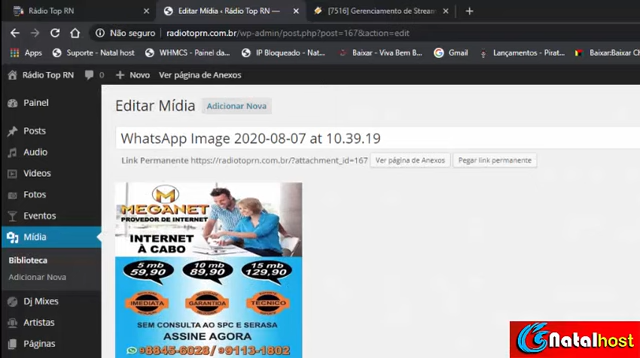 Rádio Top RN
Editar Mídia ‹ Rádio Top RN —
[7516] Gerenciamento de Stream
Não seguro
radiotoprn.com.br/wp-admin/post.php?post=167&action=edit
Apps
Suporte - Natal host
WHMCS - Painel da
IP Bloqueado - Nat
Baixar - Viva Bem B
Gmail
Lançamentos - Pirat
Baixar:Baixar Ch
Rádio Top RN
0
Novo
Ver página de Anexos
Painel
Posts
Audio
Videos
Fotos
Eventos
Mídia
Biblioteca
Adicionar Nova
Dj Mixes
Artistas
Páginas
Editar Mídia
Adicionar Nova
WhatsApp Image 2020-08-07 at 10.39.19
Link Permanente https://radiotoprn.com.br/?attachment_id=167
Ver página de Anexos
Pegar link permanente
MEGANET
PROVEDOR DE INTERNET
INTERNET
À CABO
5 mb
59,90
10 mb
89,90
15 mb
129,90
IMEDIATA
GARANTIDA
TÉCNICO
SEM CONSULTA AO SPC E SERASA
ASSINE AGORA
98845-6028 / 99113-1802
Natalhost